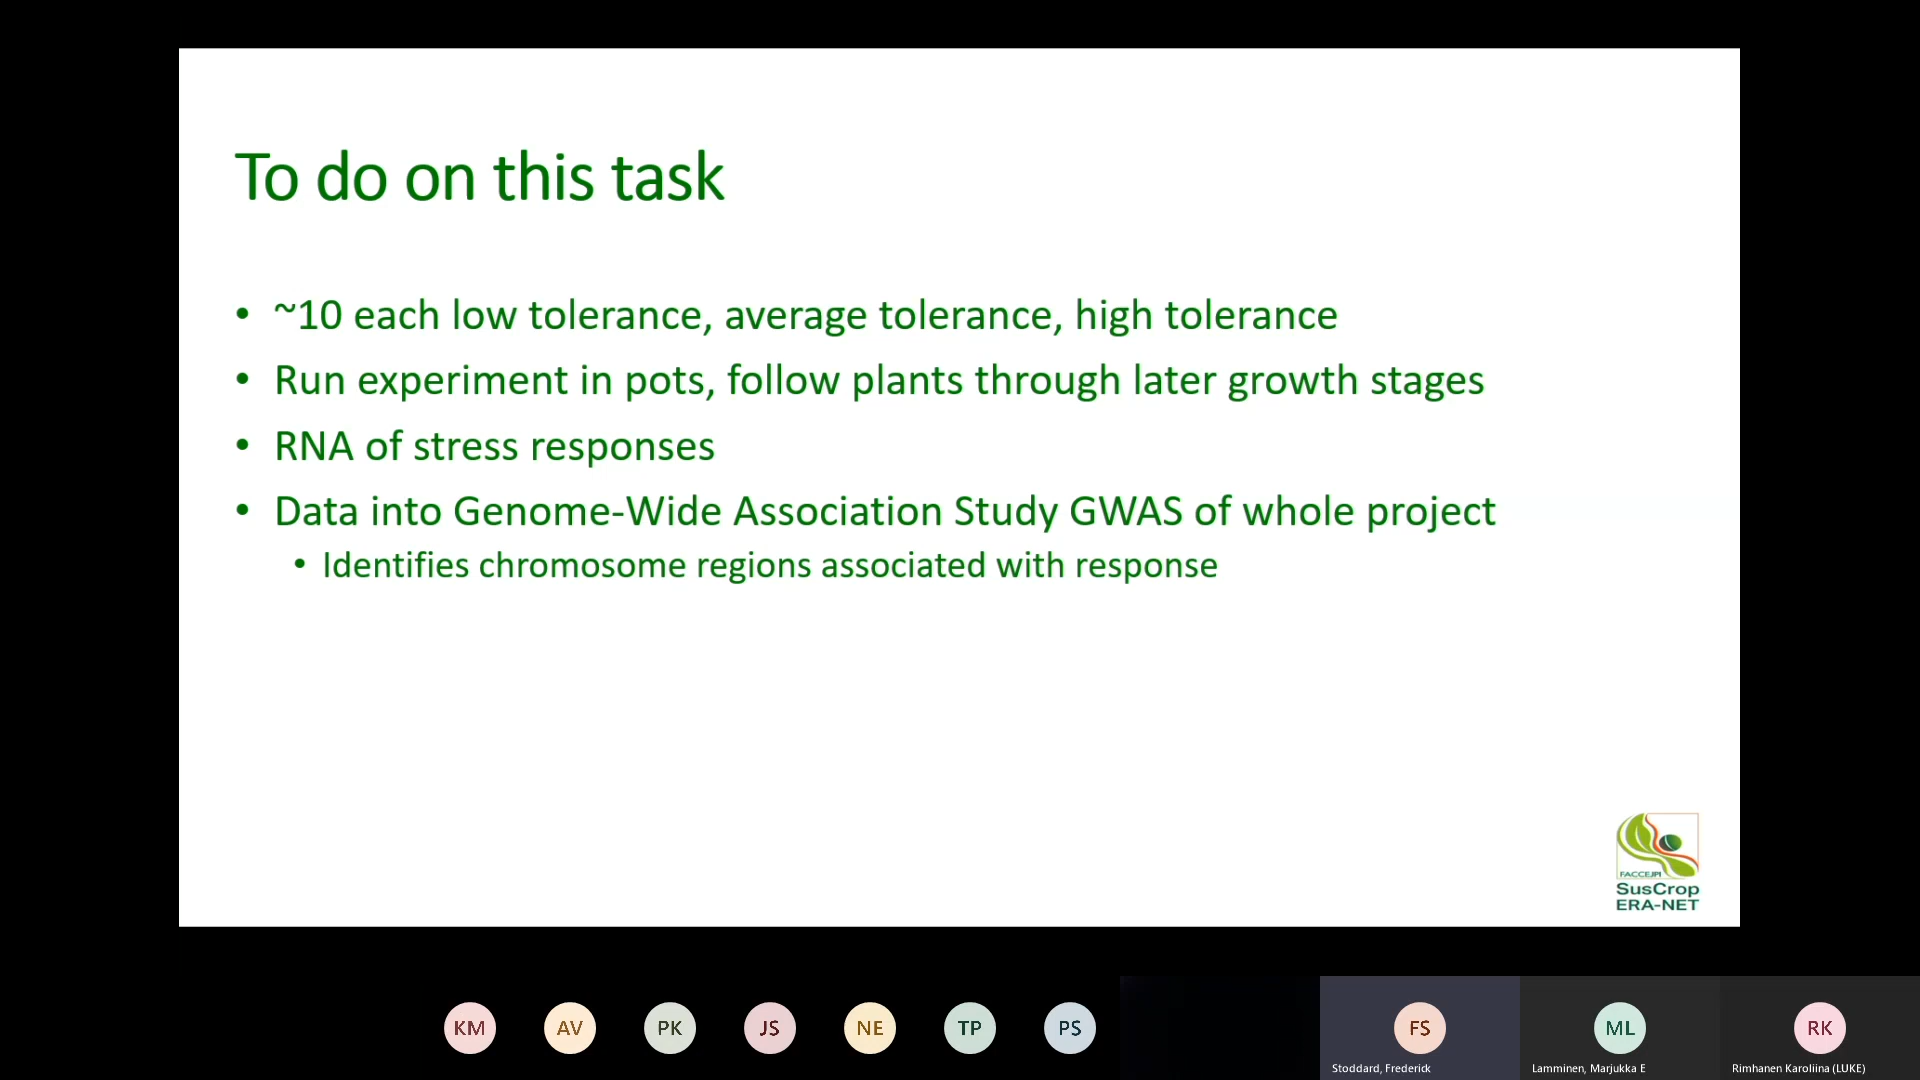 To do on this task
• ~10 each low tolerance, average tolerance, high tolerance
• Run experiment in pots, follow plants through later growth stages
• RNA of stress responses
• Data into Genome-Wide Association Study GWAS of whole project
• Identifies chromosome regions associated with response
FACCEJPI
SusCrop
ERA-NET
KM AV PK JS NE TP PS FS ML RK
Stoddard, Frederick Lamminen, Marjukka E Rimhanen Karoliina (LUKE)